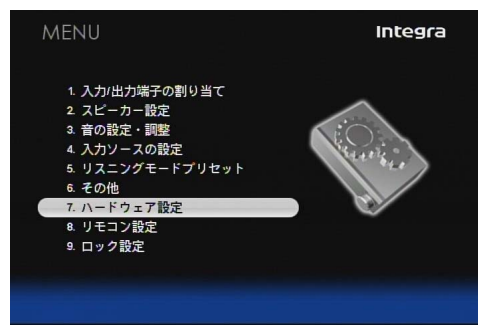 MENU
Integra
1. 入力/出力端子の割り当て
2. スピーカー設定
3. 音の設定・調整
4. 入力ソースの設定
5. リスニングモードプリセット
6. その他
7. ハードウェア設定
8. リモコン設定
9. ロック設定